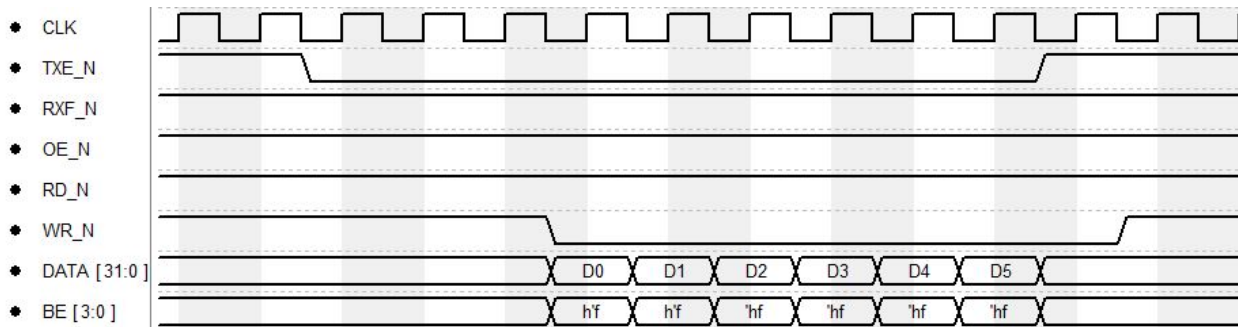 CLK
TXE_N
RXF_N
OE_N
RD_N
WR_N
DATA [31:0] D0 D1 D2 D3 D4 D5
BE [3:0] h'f h'f 'hf 'hf 'hf 'hf